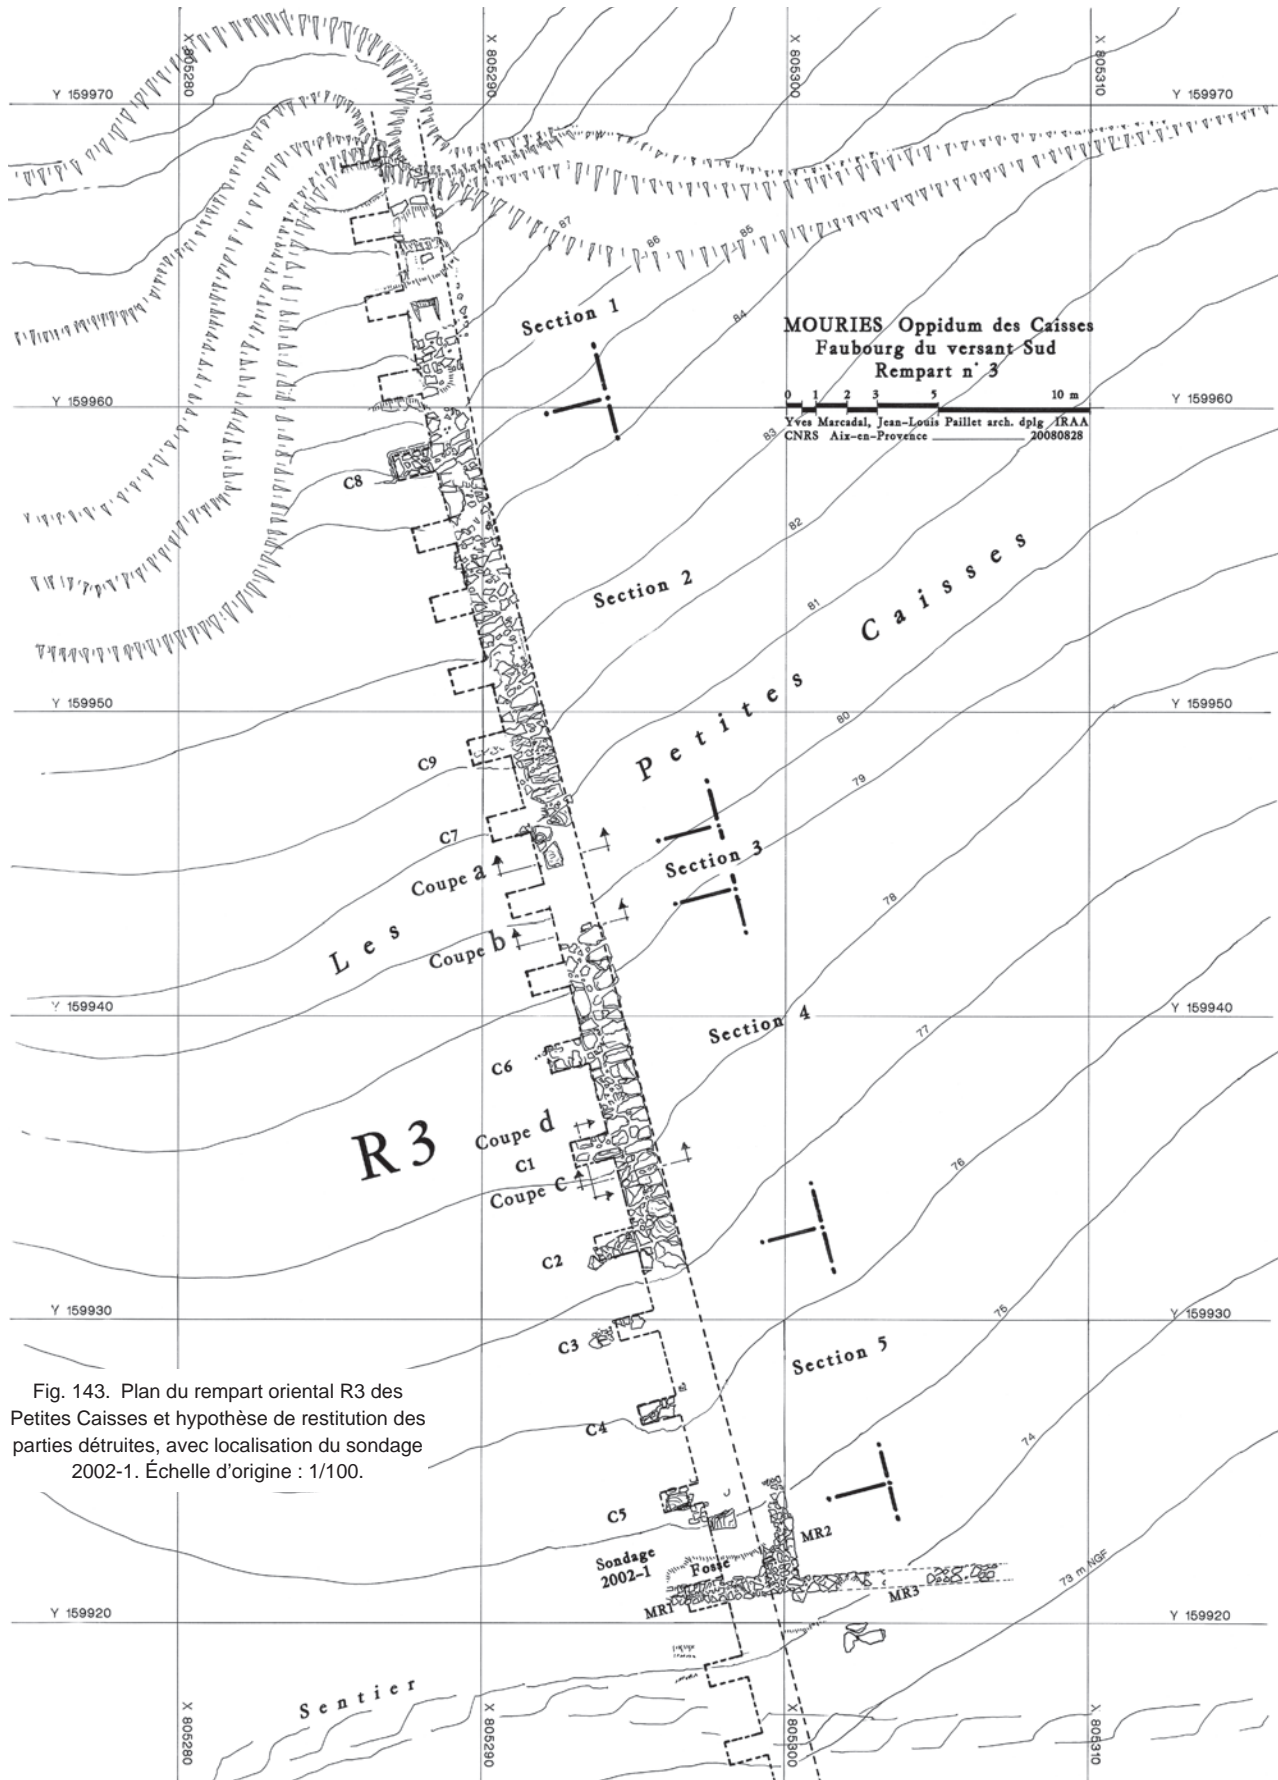 X 805280
X 805290
X 805300
X 805310
Y 159970
Y 159970
87
86
85
84
Section 1
MOURIES Oppidum des Caisses
Faubourg du versant Sud
Rempart n° 3
0 1 2 3 5 10 m
Yves Marcadal, Jean-Louis Paillet arch. dplg IRAA
CNRS Aix-en-Provence 20080828
Y 159960
Y 159960
83
C8
82
Section 2
81
Les Petites Caisses
Y 159950
Y 159950
80
C9
79
C7
Section 3
Coupe a
78
Coupe b
Y 159940
Y 159940
Section 4
77
C6
R3
Coupe d
C1
Coupe c
76
C2
75
Y 159930
Y 159930
C3
Section 5
Fig. 143. Plan du rempart oriental R3 des
Petites Caisses et hypothèse de restitution des
parties détruites, avec localisation du sondage
2002-1. Échelle d'origine : 1/100.
C4
74
C5
MR2
Sondage
2002-1
Fosse
73 m NGF
MR1
MR3
Y 159920
Y 159920
Sentier
X 805280
X 805290
X 805300
X 805310